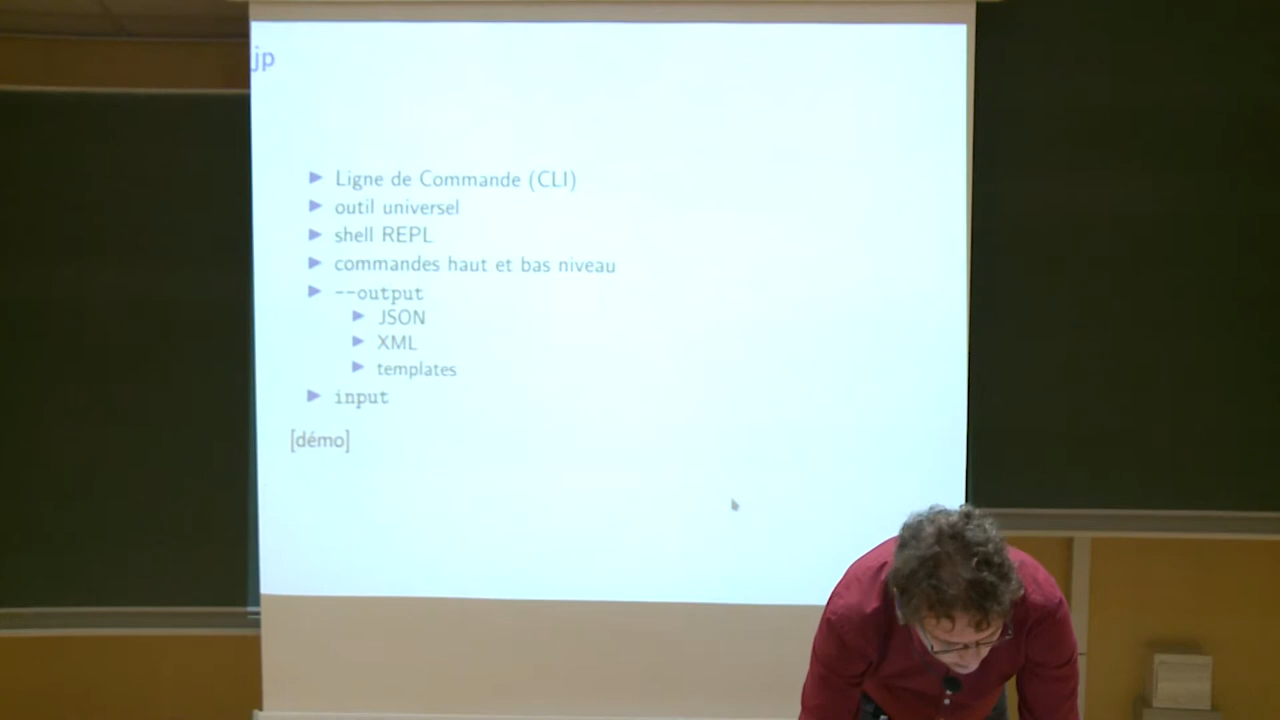 jp
▶ Ligne de Commande (CLI)
▶ outil universel
▶ shell REPL
▶ commandes haut et bas niveau
▶ --output
▶ JSON
▶ XML
▶ templates
▶ input
[démo]